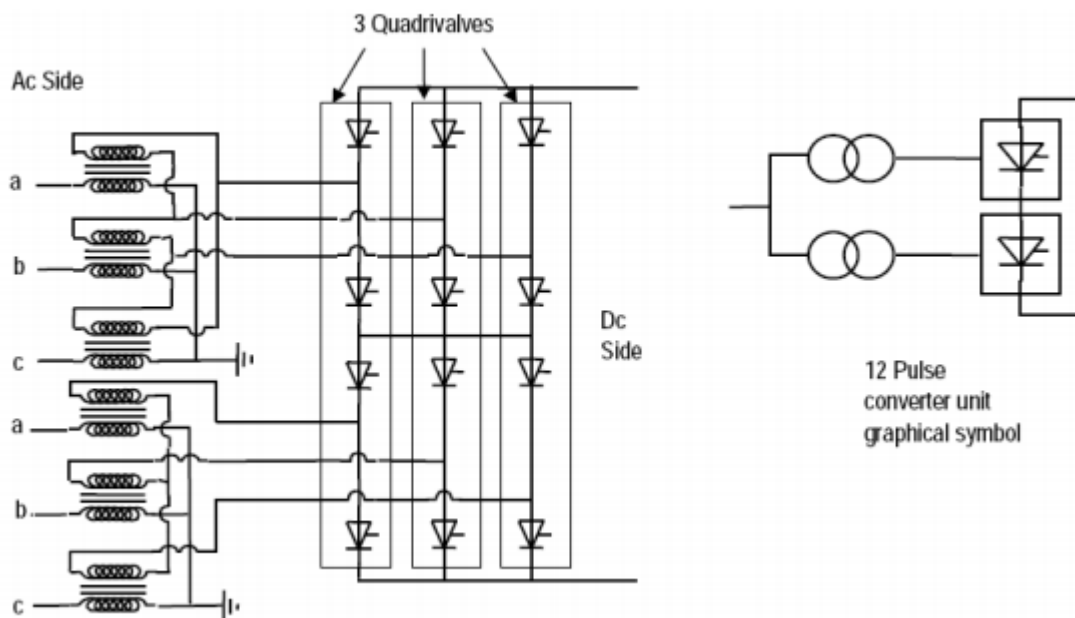 3 Quadrivalves
Ac Side
a
b
c
a
b
c
Dc
Side
12 Pulse
converter unit
graphical symbol